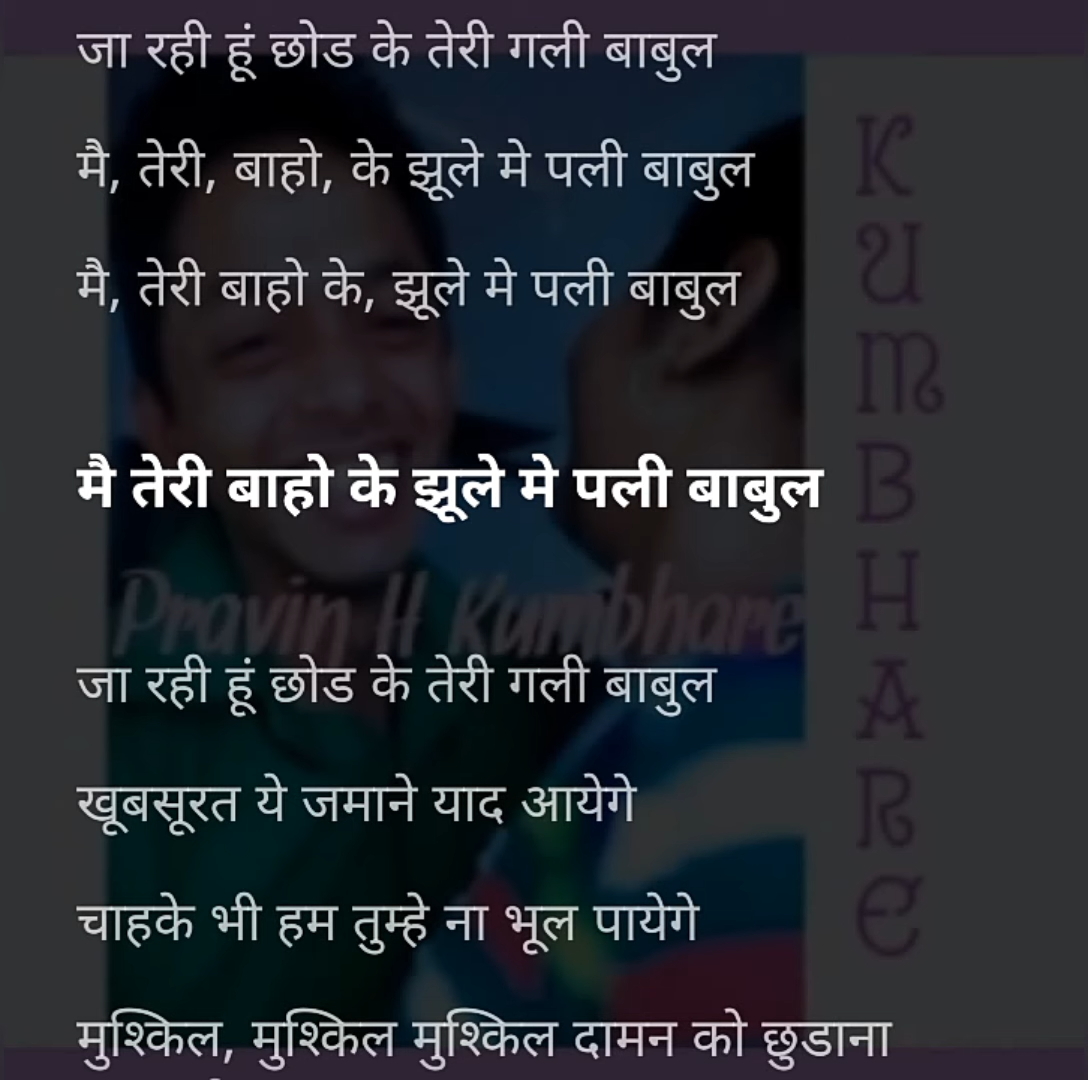 जा रही हूं छोड के तेरी गली बाबुल
मै, तेरी, बाहो, के झूले मे पली बाबुल
मै, तेरी बाहो के, झूले मे पली बाबुल
मै तेरी बाहो के झूले मे पली बाबुल
Pravin H Kumbhare
जा रही हूं छोड के तेरी गली बाबुल
खूबसूरत ये जमाने याद आयेगे
चाहके भी हम तुम्हे ना भूल पायेगे
मुश्किल, मुश्किल मुश्किल दामन को छुडाना
KUMBHARE